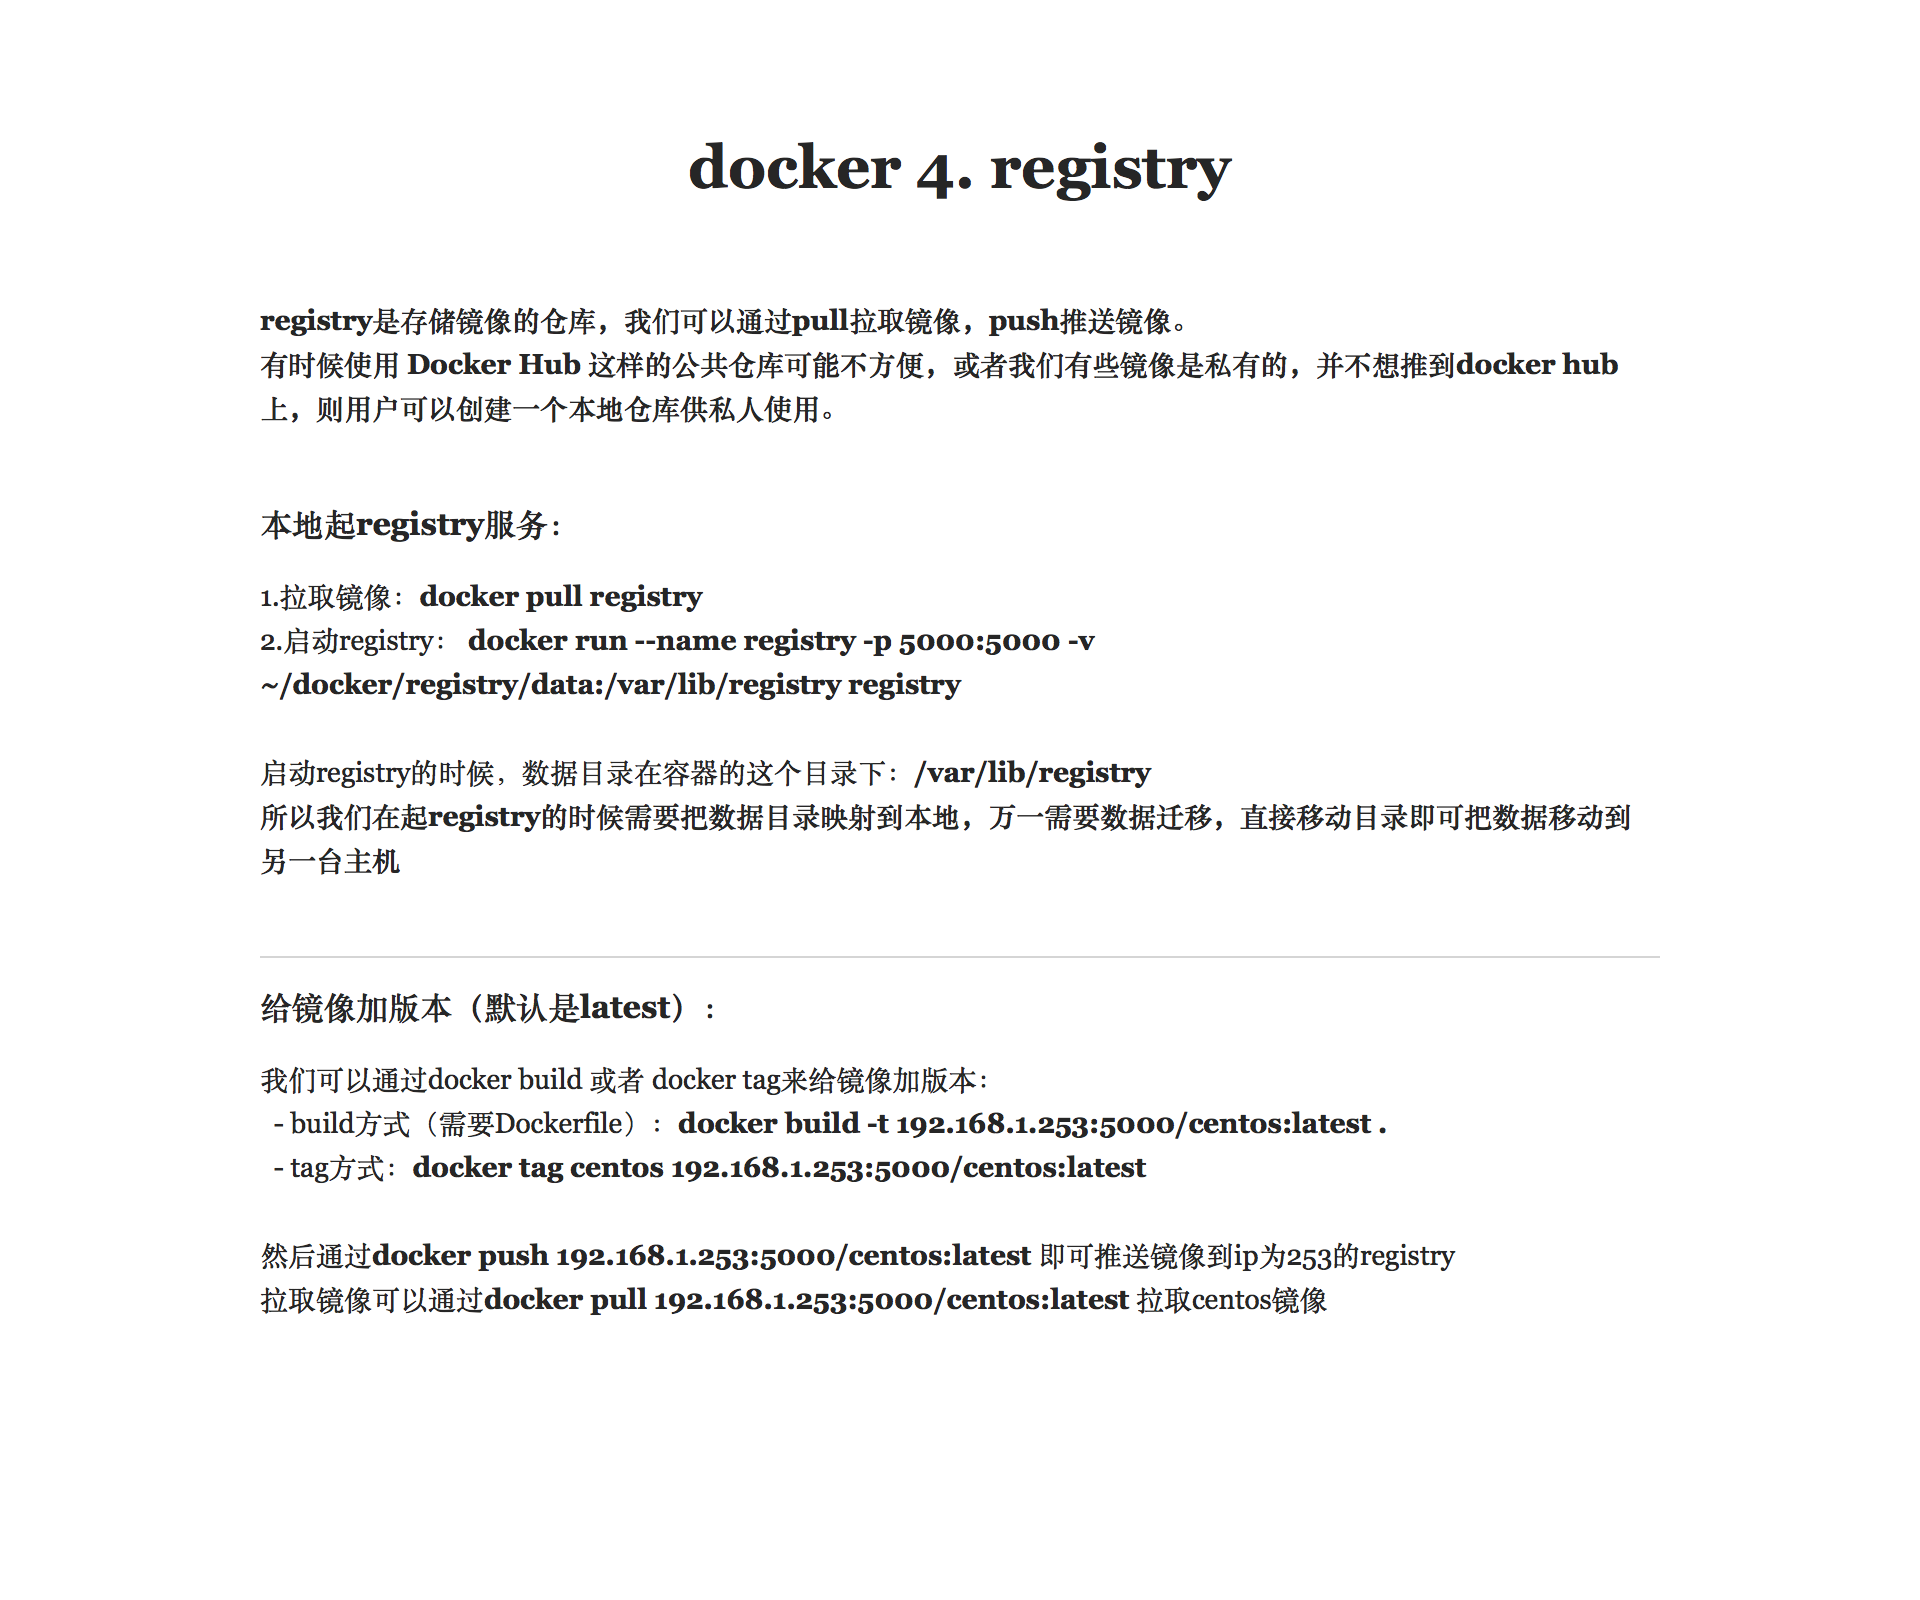 docker 4. registry
registry是存储镜像的仓库，我们可以通过pull拉取镜像，push推送镜像。
有时候使用 Docker Hub 这样的公共仓库可能不方便，或者我们有些镜像是私有的，并不想推到docker hub
上，则用户可以创建一个本地仓库供私人使用。
本地起registry服务：
1.拉取镜像：docker pull registry
2.启动registry： docker run --name registry -p 5000:5000 -v
~/docker/registry/data:/var/lib/registry registry
启动registry的时候，数据目录在容器的这个目录下：/var/lib/registry
所以我们在起registry的时候需要把数据目录映射到本地，万一需要数据迁移，直接移动目录即可把数据移动到
另一台主机
给镜像加版本（默认是latest）：
我们可以通过docker build 或者 docker tag来给镜像加版本：
- build方式（需要Dockerfile）：docker build -t 192.168.1.253:5000/centos:latest .
- tag方式：docker tag centos 192.168.1.253:5000/centos:latest
然后通过docker push 192.168.1.253:5000/centos:latest 即可推送镜像到ip为253的registry
拉取镜像可以通过docker pull 192.168.1.253:5000/centos:latest 拉取centos镜像